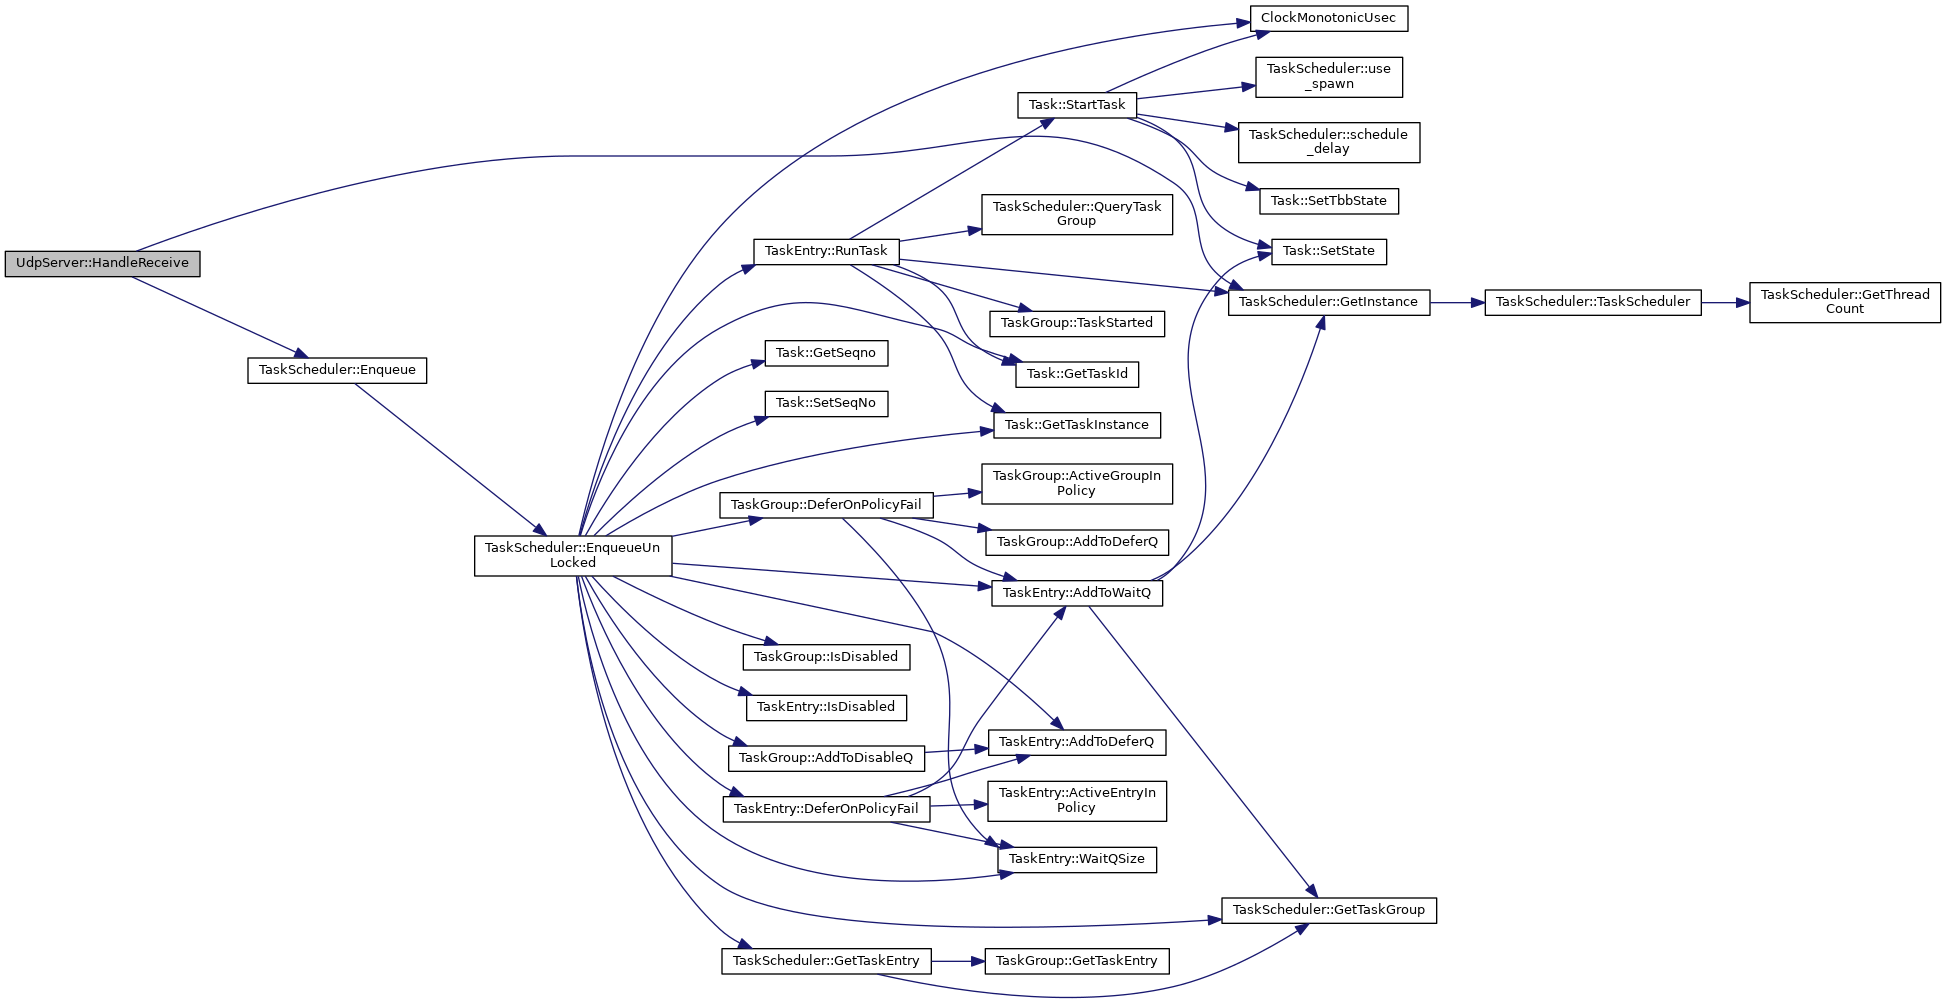 ClockMonotonicUsec
TaskScheduler::use
_spawn
Task::StartTask
TaskScheduler::schedule
_delay
Task::SetTbbState
TaskScheduler::QueryTask
Group
TaskEntry::RunTask
Task::SetState
UdpServer::HandleReceive
TaskScheduler::GetInstance
TaskScheduler::TaskScheduler
TaskScheduler::GetThread
Count
TaskGroup::TaskStarted
Task::GetSeqno
TaskScheduler::Enqueue
Task::GetTaskId
Task::SetSeqNo
Task::GetTaskInstance
TaskGroup::ActiveGroupIn
Policy
TaskGroup::DeferOnPolicyFail
TaskGroup::AddToDeferQ
TaskScheduler::EnqueueUn
Locked
TaskEntry::AddToWaitQ
TaskGroup::IsDisabled
TaskEntry::IsDisabled
TaskEntry::AddToDeferQ
TaskGroup::AddToDisableQ
TaskEntry::ActiveEntryIn
Policy
TaskEntry::DeferOnPolicyFail
TaskEntry::WaitQSize
TaskScheduler::GetTaskGroup
TaskScheduler::GetTaskEntry
TaskGroup::GetTaskEntry